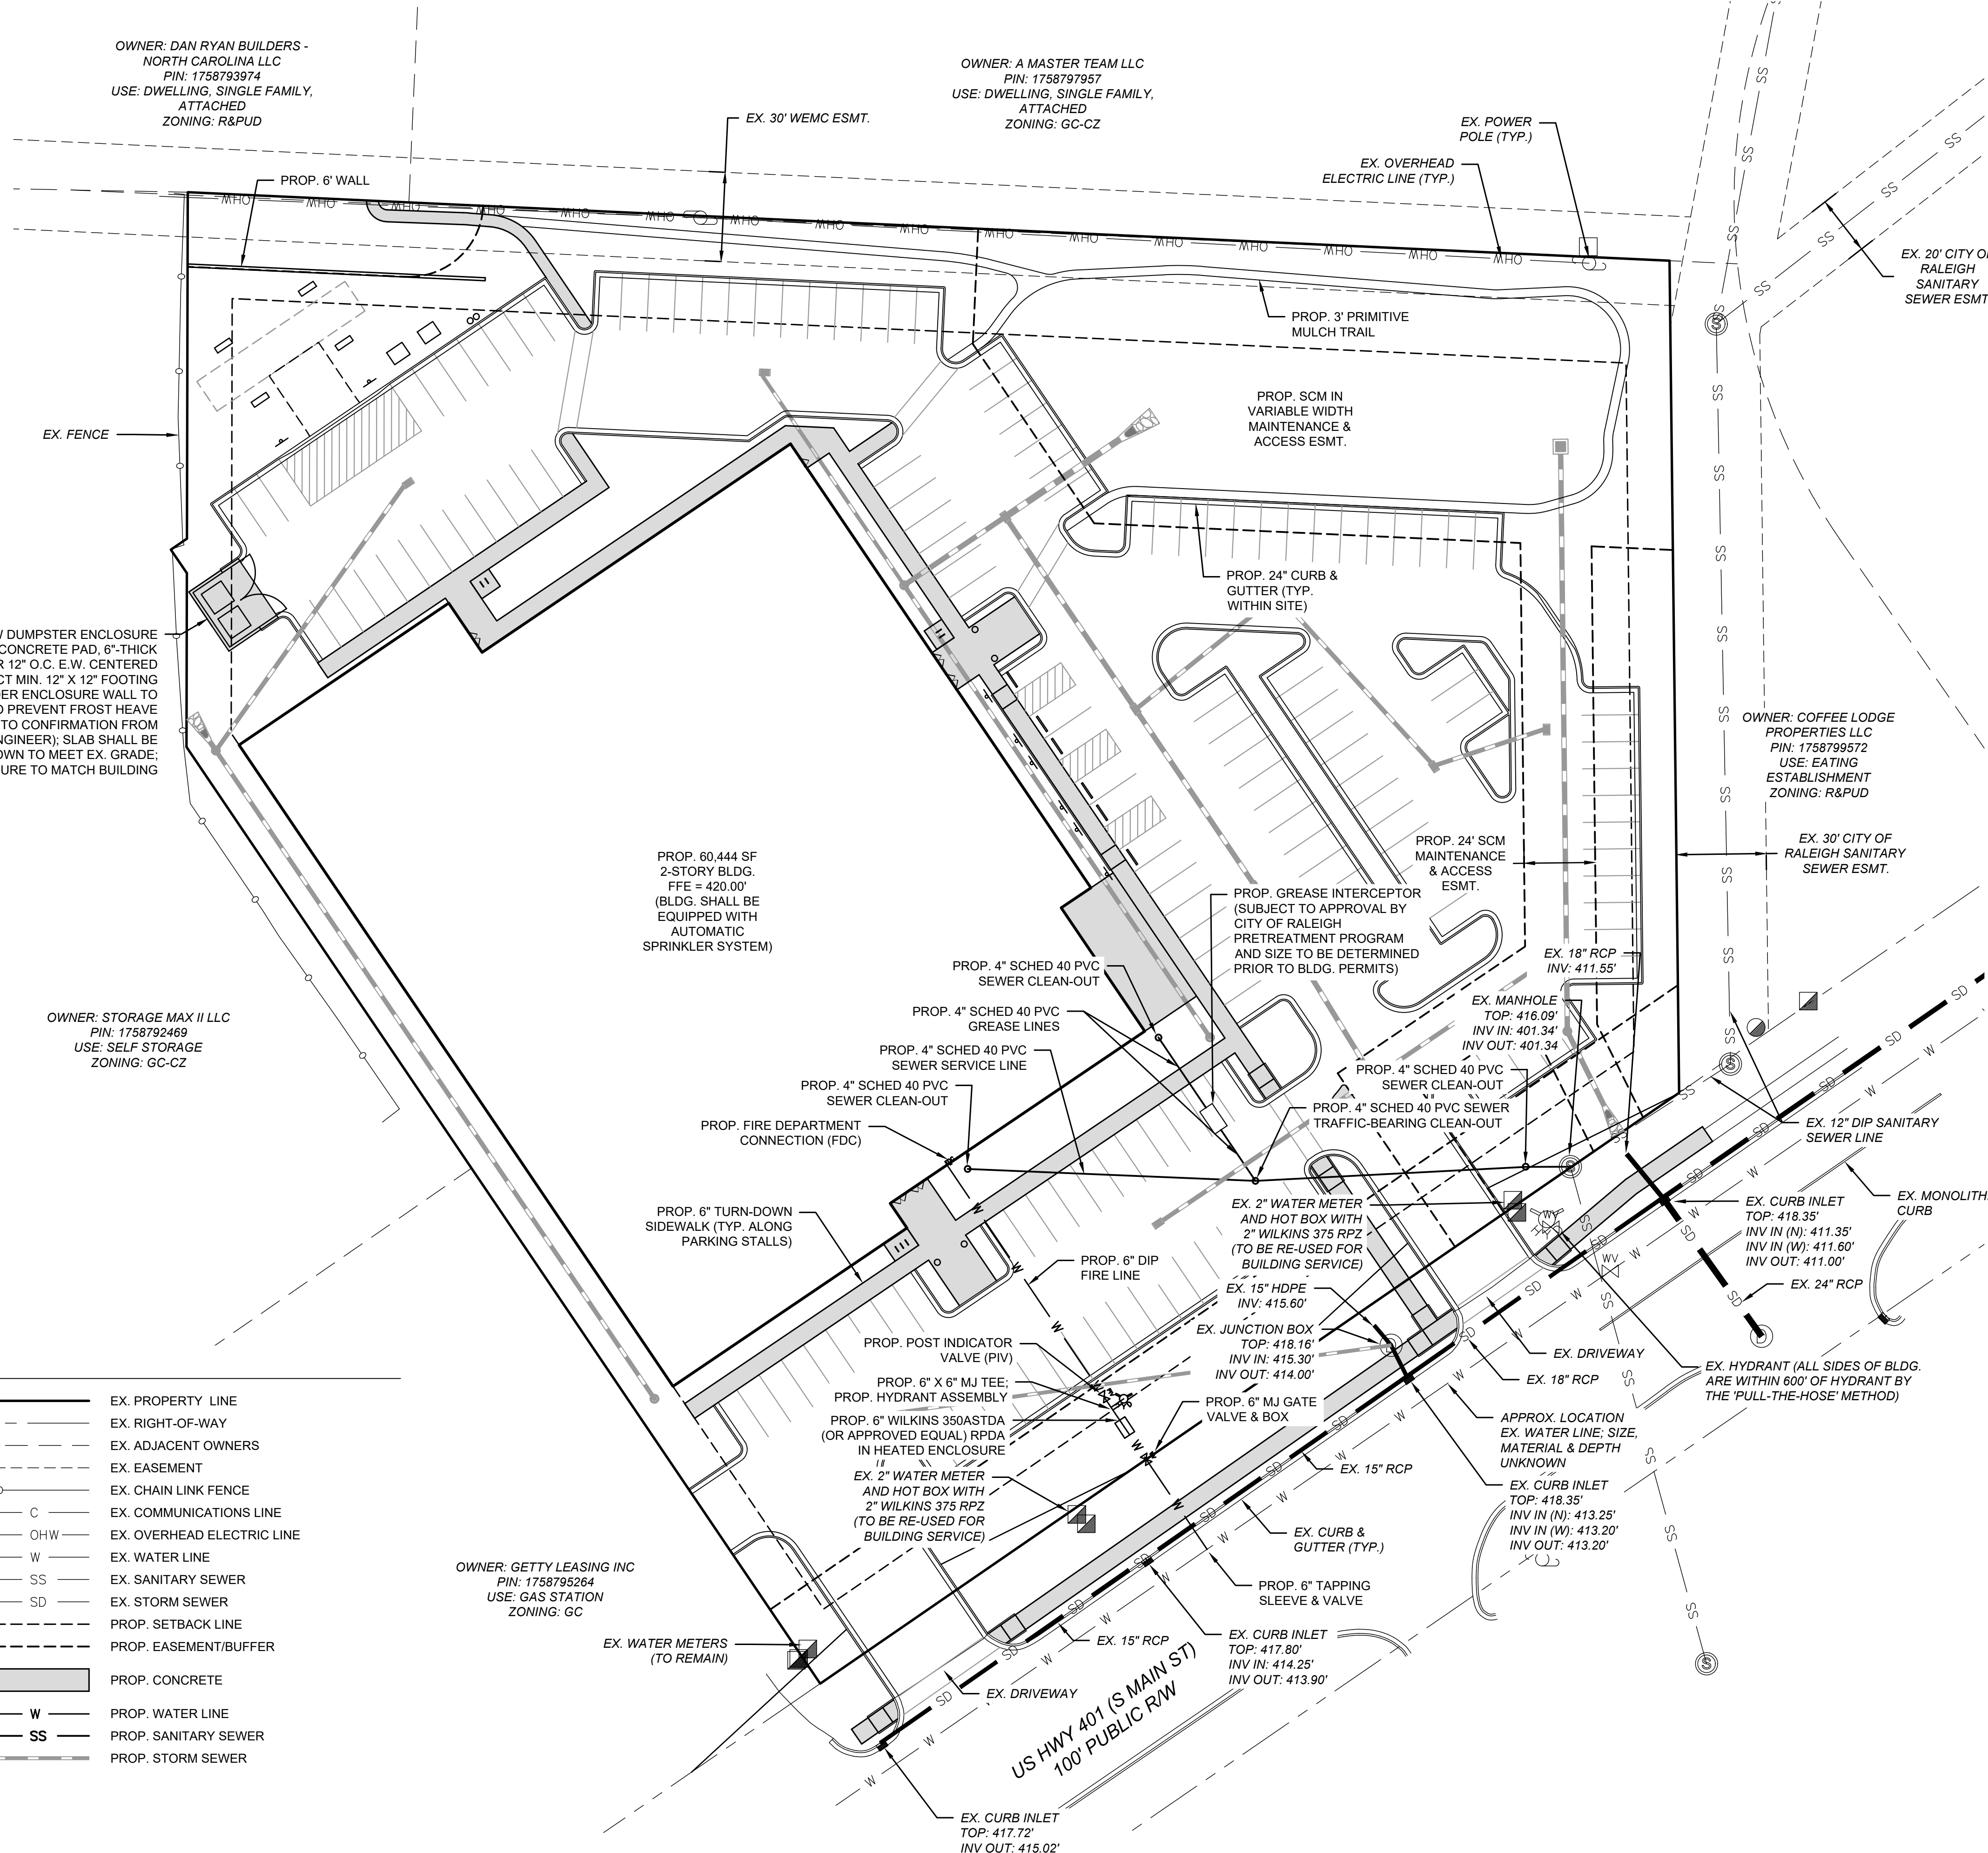 OWNER: DAN RYAN BUILDERS -
NORTH CAROLINA LLC
PIN: 1758793974
USE: DWELLING, SINGLE FAMILY,
ATTACHED
ZONING: R&PUD
OWNER: A MASTER TEAM LLC
PIN: 1758797957
USE: DWELLING, SINGLE FAMILY,
ATTACHED
ZONING: GC-CZ
EX. 30' WEMC ESMT.
EX. POWER
POLE (TYP.)
EX. OVERHEAD
ELECTRIC LINE (TYP.)
PROP. 6' WALL
EX. 20' CITY OF
RALEIGH
SANITARY
SEWER ESMT
PROP. 3' PRIMITIVE
MULCH TRAIL
PROP. SCM IN
VARIABLE WIDTH
MAINTENANCE &
ACCESS ESMT.
EX. FENCE
PROP. 24" CURB &
GUTTER (TYP.
WITHIN SITE)
DUMPSTER ENCLOSURE
CONCRETE PAD, 6"-THICK
12" O.C. E.W. CENTERED
MIN. 12" X 12" FOOTING
ENCLOSURE WALL TO
PREVENT FROST HEAVE
TO CONFIRMATION FROM
SLAB SHALL BE
TO MEET EX. GRADE;
TO MATCH BUILDING
OWNER: COFFEE LODGE
PROPERTIES LLC
PIN: 1758799572
USE: EATING
ESTABLISHMENT
ZONING: R&PUD
EX. 30' CITY OF
RALEIGH SANITARY
SEWER ESMT.
PROP. 24' SCM
MAINTENANCE
& ACCESS
ESMT.
PROP. 60,444 SF
2-STORY BLDG.
FFE = 420.00'
(BLDG. SHALL BE
EQUIPPED WITH
AUTOMATIC
SPRINKLER SYSTEM)
PROP. GREASE INTERCEPTOR
(SUBJECT TO APPROVAL BY
CITY OF RALEIGH
PRETREATMENT PROGRAM
AND SIZE TO BE DETERMINED
PRIOR TO BLDG. PERMITS)
EX. 18" RCP
INV: 411.55'
PROP. 4" SCHED 40 PVC
SEWER CLEAN-OUT
PROP. 4" SCHED 40 PVC
GREASE LINES
EX. MANHOLE
TOP: 416.09'
INV IN: 401.34'
INV OUT: 401.34
OWNER: STORAGE MAX II LLC
PIN: 1758792469
USE: SELF STORAGE
ZONING: GC-CZ
PROP. 4" SCHED 40 PVC
SEWER SERVICE LINE
PROP. 4" SCHED 40 PVC
SEWER CLEAN-OUT
PROP. 4" SCHED 40 PVC
SEWER CLEAN-OUT
PROP. 4" SCHED 40 PVC SEWER
TRAFFIC-BEARING CLEAN-OUT
PROP. FIRE DEPARTMENT
CONNECTION (FDC)
EX. 12" DIP SANITARY
SEWER LINE
PROP. 6" TURN-DOWN
SIDEWALK (TYP. ALONG
PARKING STALLS)
EX. 2" WATER METER
AND HOT BOX WITH
2" WILKINS 375 RPZ
(TO BE RE-USED FOR
BUILDING SERVICE)
EX. CURB INLET
TOP: 418.35'
INV IN (N): 411.35'
INV IN (W): 411.60'
INV OUT: 411.00'
CURB
PROP. 6" DIP
FIRE LINE
EX. 24" RCP
EX. 15" HDPE
INV: 415.60'
EX. JUNCTION BOX
TOP: 418.16'
INV IN: 415.30'
INV OUT: 414.00'
PROP. POST INDICATOR
VALVE (PIV)
EX. DRIVEWAY
EX. 18" RCP
EX. HYDRANT (ALL SIDES OF BLDG.
ARE WITHIN 600' OF HYDRANT BY
THE 'PULL-THE-HOSE' METHOD)
PROP. 6" X 6" MJ TEE;
PROP. HYDRANT ASSEMBLY
PROP. 6" MJ GATE
VALVE & BOX
PROP. 6" WILKINS 350ASTDA
(OR APPROVED EQUAL) RPDA
IN HEATED ENCLOSURE
APPROX. LOCATION
EX. WATER LINE; SIZE,
MATERIAL & DEPTH
UNKNOWN
EX. 15" RCP
EX. 2" WATER METER
AND HOT BOX WITH
2" WILKINS 375 RPZ
(TO BE RE-USED FOR
BUILDING SERVICE)
EX. CURB INLET
TOP: 418.35'
INV IN (N): 413.25'
INV IN (W): 413.20'
INV OUT: 413.20'
EX. CURB &
GUTTER (TYP.)
OWNER: GETTY LEASING INC
PIN: 1758795264
USE: GAS STATION
ZONING: GC
PROP. 6" TAPPING
SLEEVE & VALVE
EX. WATER METERS
(TO REMAIN)
EX. 15" RCP
EX. CURB INLET
TOP: 417.80'
INV IN: 414.25'
INV OUT: 413.90'
EX. DRIVEWAY
US HWY 401 (S MAIN ST)
100' PUBLIC R/W
EX. CURB INLET
TOP: 417.72'
INV OUT: 415.02'
EX. PROPERTY LINE
EX. RIGHT-OF-WAY
EX. ADJACENT OWNERS
EX. EASEMENT
EX. CHAIN LINK FENCE
C EX. COMMUNICATIONS LINE
OHW EX. OVERHEAD ELECTRIC LINE
W EX. WATER LINE
SS EX. SANITARY SEWER
SD EX. STORM SEWER
PROP. SETBACK LINE
PROP. EASEMENT/BUFFER
PROP. CONCRETE
W PROP. WATER LINE
SS PROP. SANITARY SEWER
PROP. STORM SEWER